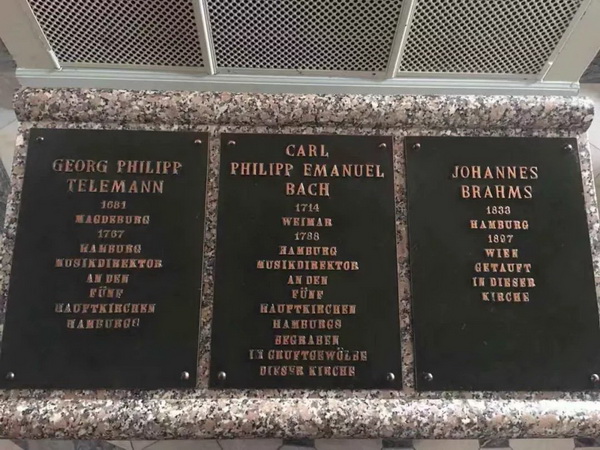 GEORG PHILIPP
TELEMANN
1681
MAGDEBURG
1767
HAMBURG
MUSIKDIREKTOR
AN DEN
FÜNF
HAUPTKIRCHEN
HAMBURGS
CARL
PHILIPP EMANUEL
BACH
1714
WEIMAR
1788
HAMBURG
MUSIKDIREKTOR
AN DEN
FÜNF
HAUPTKIRCHEN
HAMBURGS
BEGRABEN
IM GRUFTGEWÖLBE
DIESER KIRCHE
JOHANNES
BRAHMS
1833
HAMBURG
1897
WIEN
GETAUFT
IN DIESER
KIRCHE